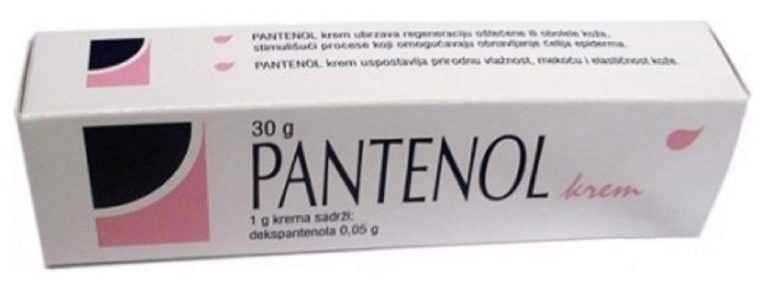 PANTENOL krem ubrzava regeneraciju oštećene ili obolele kože,
stimulišući procese koji omogućavaju obnavljanje ćelija epiderma.
PANTENOL krem uspostavlja prirodnu vlažnost, mekoću i elastičnost kože.
30 g
PANTENOL krem
1 g krema sadrži:
dekspantenola 0,05 g